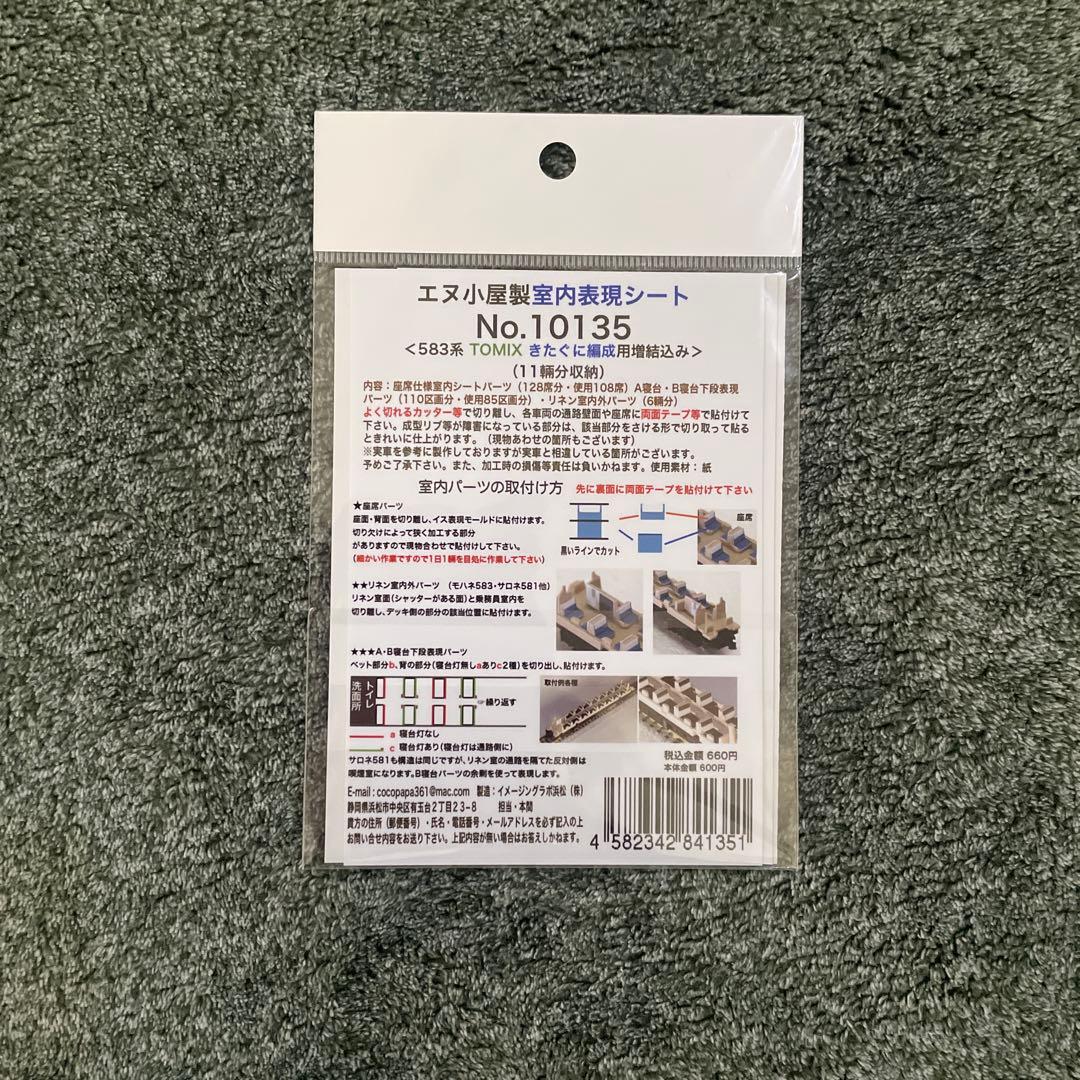 エヌ小屋製室内表現シート
No.10135
＜583系 TOMIX きたぐに編成用増結込み＞
（11輛分収納）
内容：座席仕様室内シートパーツ（128席分・使用108席）A寝台・B寝台下段表現
パーツ（110区画分・使用85区画分）・リネン室内外パーツ（6輛分）
よく切れるカッター等で切り離し、各車両の通路壁面や座席に両面テープ等で貼付けて
下さい。成型リブ等が障害になっている部分は、該当部分をさける形で切り取って貼る
ときれいに仕上がります。（現物あわせの箇所もございます）
※実車を参考に製作しておりますが実車と相違している箇所がございます。
予めご了承下さい。また、加工時の損傷等責任は負いかねます。使用素材：紙
室内パーツの取付け方 先に裏面に両面テープを貼付けて下さい
★座席パーツ
座面・背面を切り離し、イス表現モールドに貼付けます。
切り欠けによって狭く加工する部分
がありますので現物合わせで貼付けして下さい。
（細かい作業ですので1日1輛を目処に作業して下さい）
黒いラインでカット
座席
★★リネン室内外パーツ （モハネ583・サロネ581他）
リネン室面（シャッターがある面）と乗務員室内を
切り離し、デッキ側の部分の該当位置に貼付けます。
★★★A・B寝台下段表現パーツ
ベット部分b、背の部分（寝台灯無しaありc2種）を切り出し、貼付けます。
洗面所
トイレ
☞繰り返す
取付側各種
a 寝台灯なし
c 寝台灯あり（寝台灯は通路側に）
サロネ581も構造は同じですが、リネン室の通路を隔てた反対側は
喫煙室になります。B寝台パーツの余剰を使って表現します。
税込金額 660円
本体金額 600円
E-mail : cocopapa361@mac.com 製造：イメージングラボ浜松（株）
静岡県浜松市中央区有玉台2丁目23−8 担当・本間
貴方の住所（郵便番号）・氏名・電話番号・メールアドレスを必ず記入の上
お問い合せ内容をお送り下さい。上記内容が無い場合はお答えしかねます。
4 582342 841351